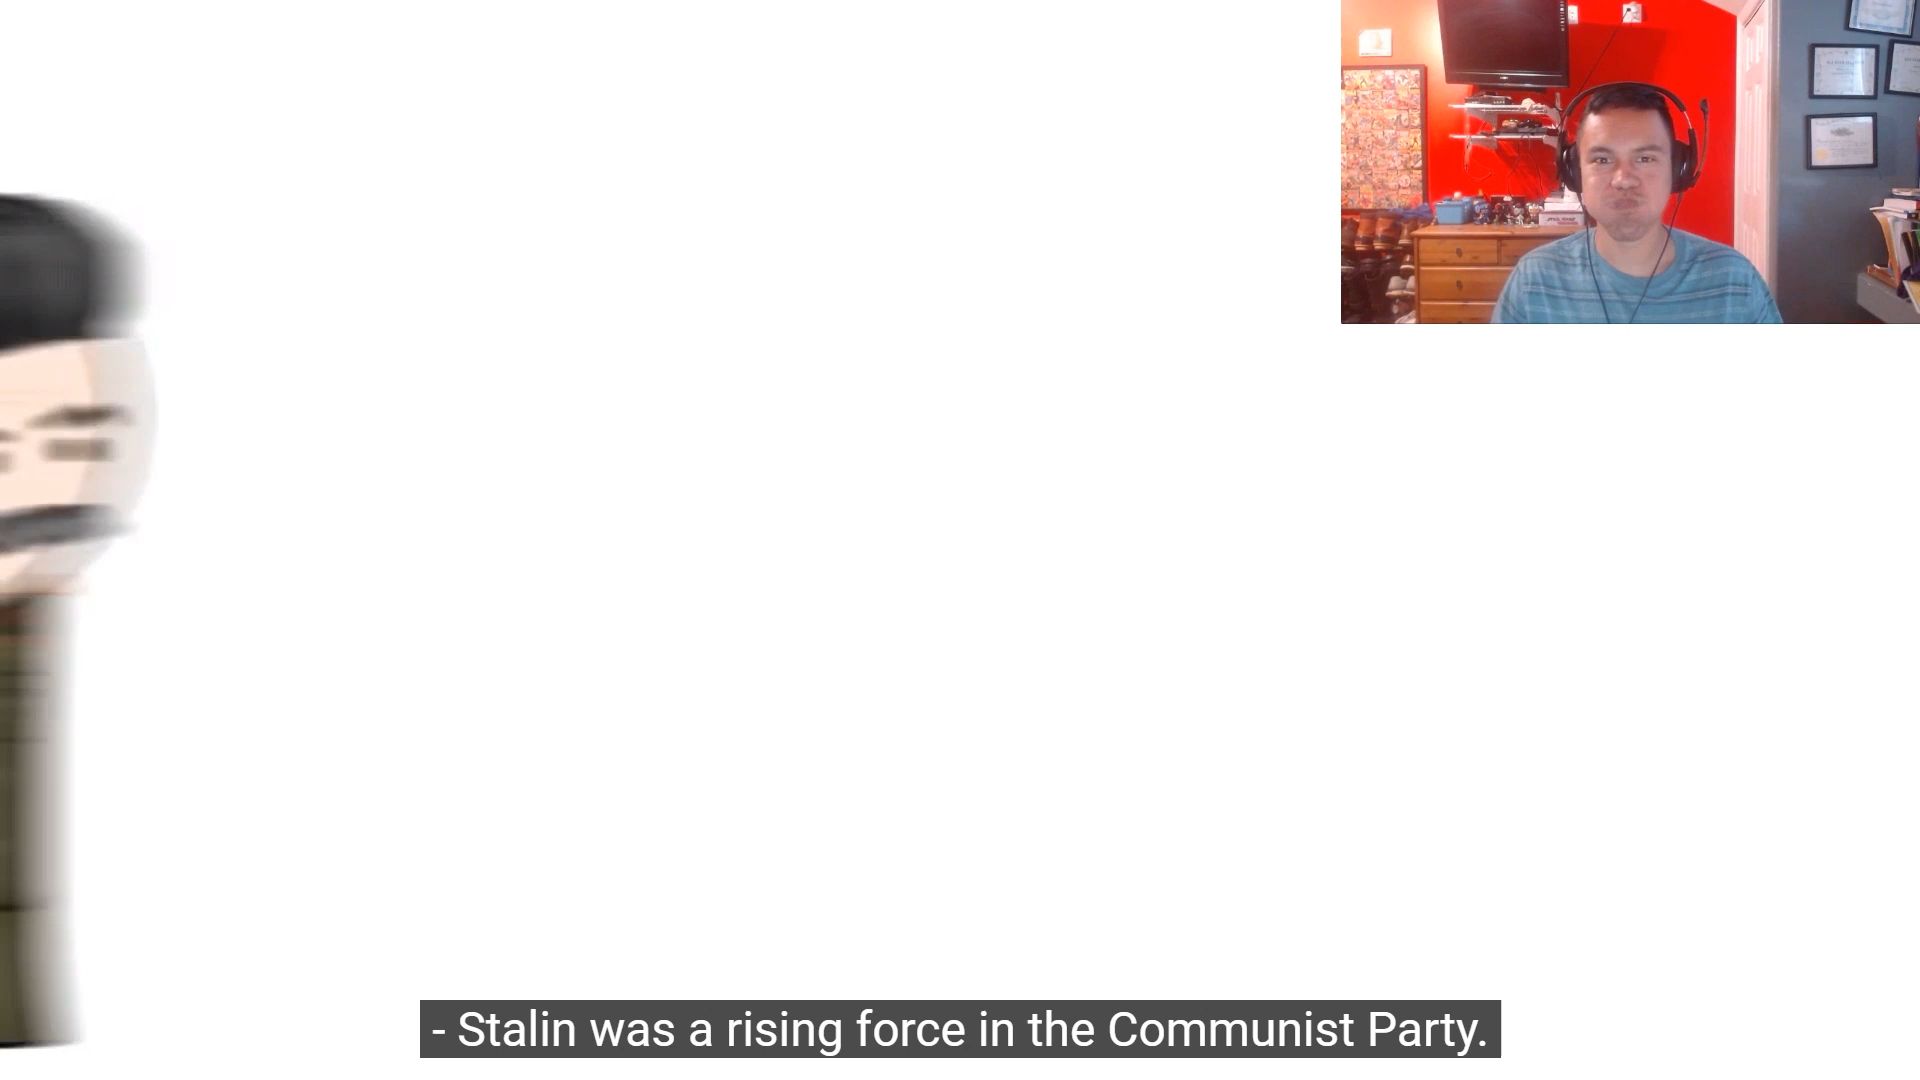 - Stalin was a rising force in the Communist Party.